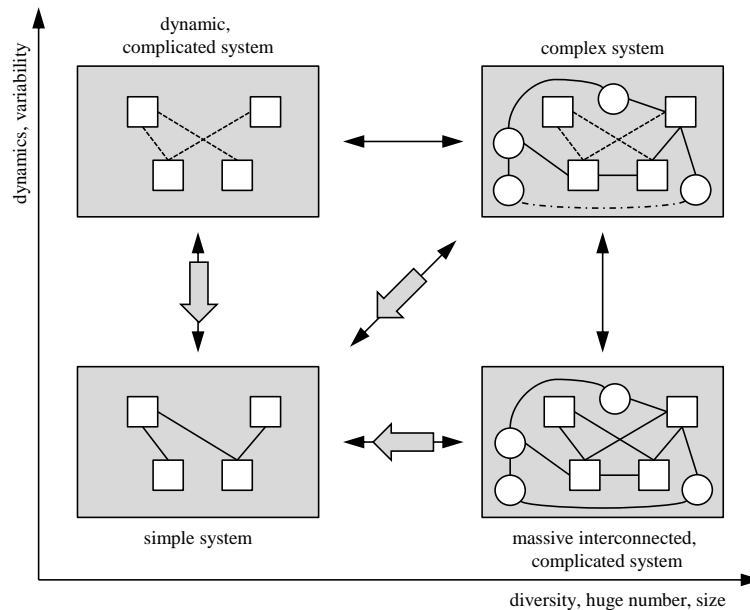 dynamic,
complicated system
complex system
dynamics, variability
simple system
massive interconnected,
complicated system
diversity, huge number, size